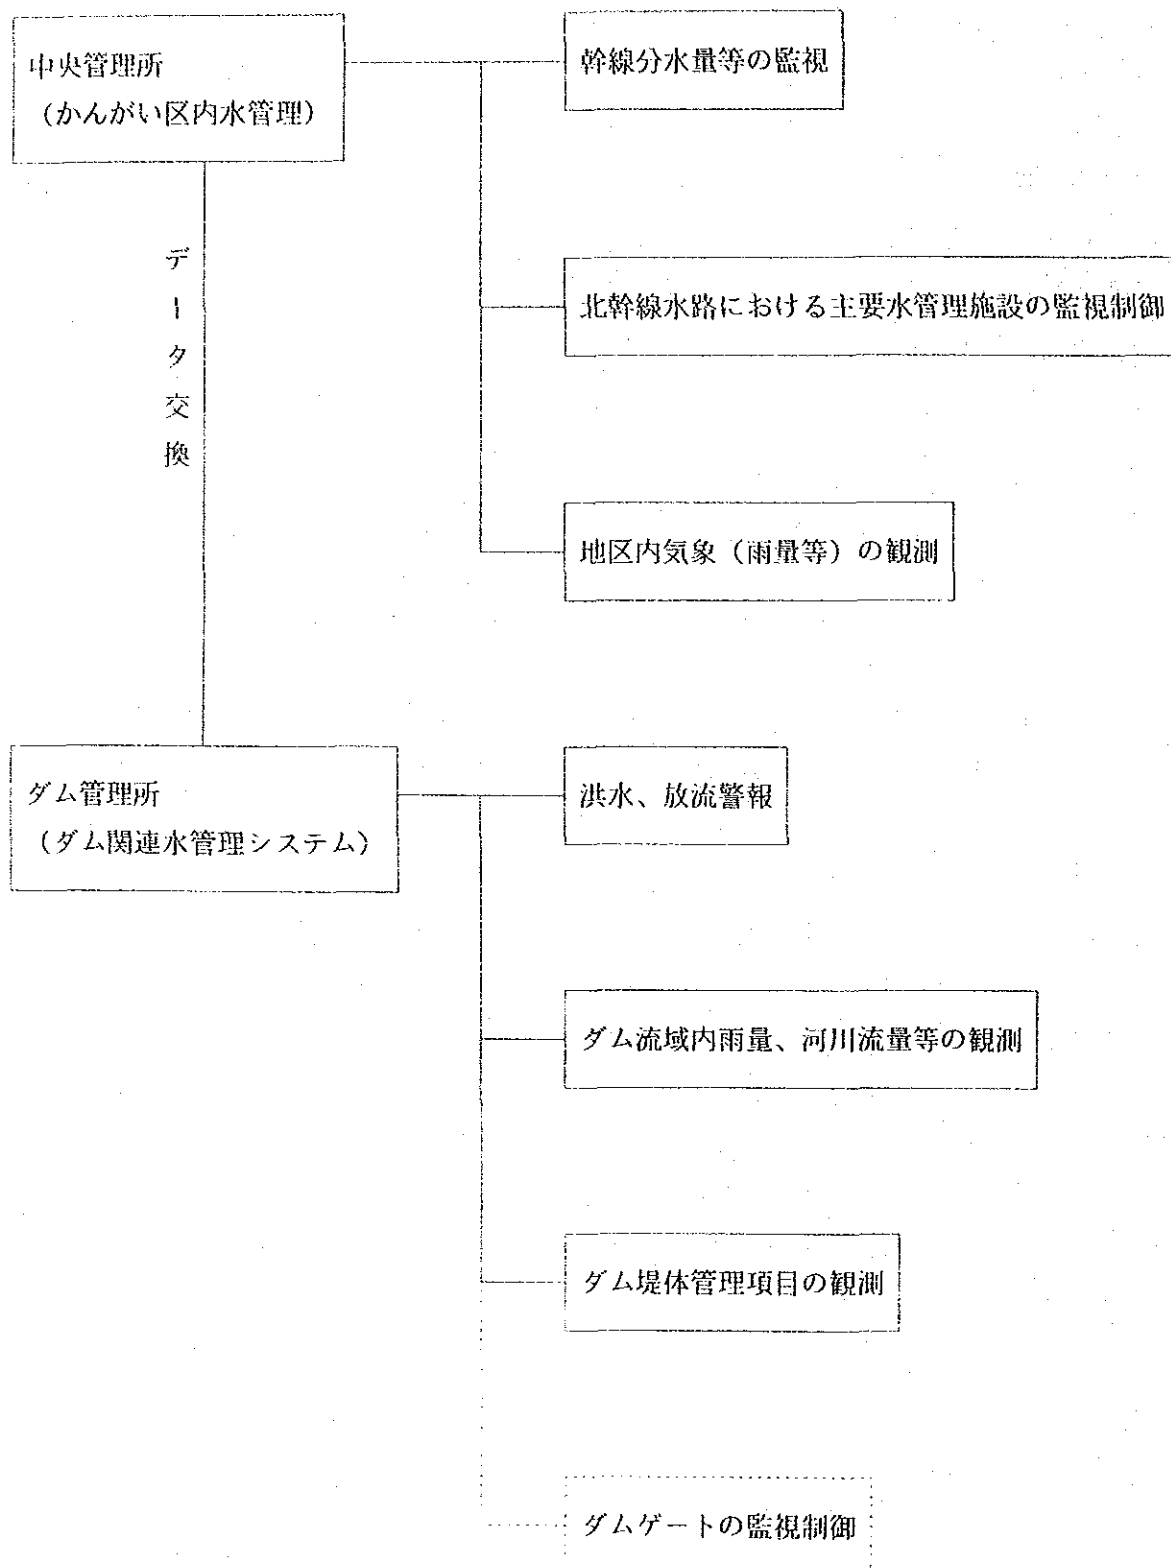 中央管理所
（かんがい区内水管理）
幹線分水量等の監視
北幹線水路における主要水管理施設の監視制御
地区内気象（雨量等）の観測
データ交換
ダム管理所
（ダム関連水管理システム）
洪水、放流警報
ダム流域内雨量、河川流量等の観測
ダム堤体管理項目の観測
ダムゲートの監視制御